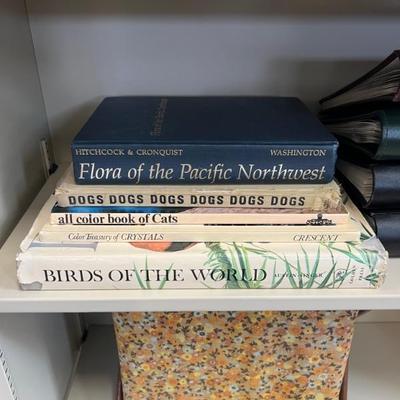 HITCHCOCK & CRONQUIST WASHINGTON
Flora of the Pacific Northwest
DOGS DOGS DOGS DOGS DOGS DOGS
all color book of Cats
Color Treasury of CRYSTALS CRESCENT
BIRDS OF THE WORLD